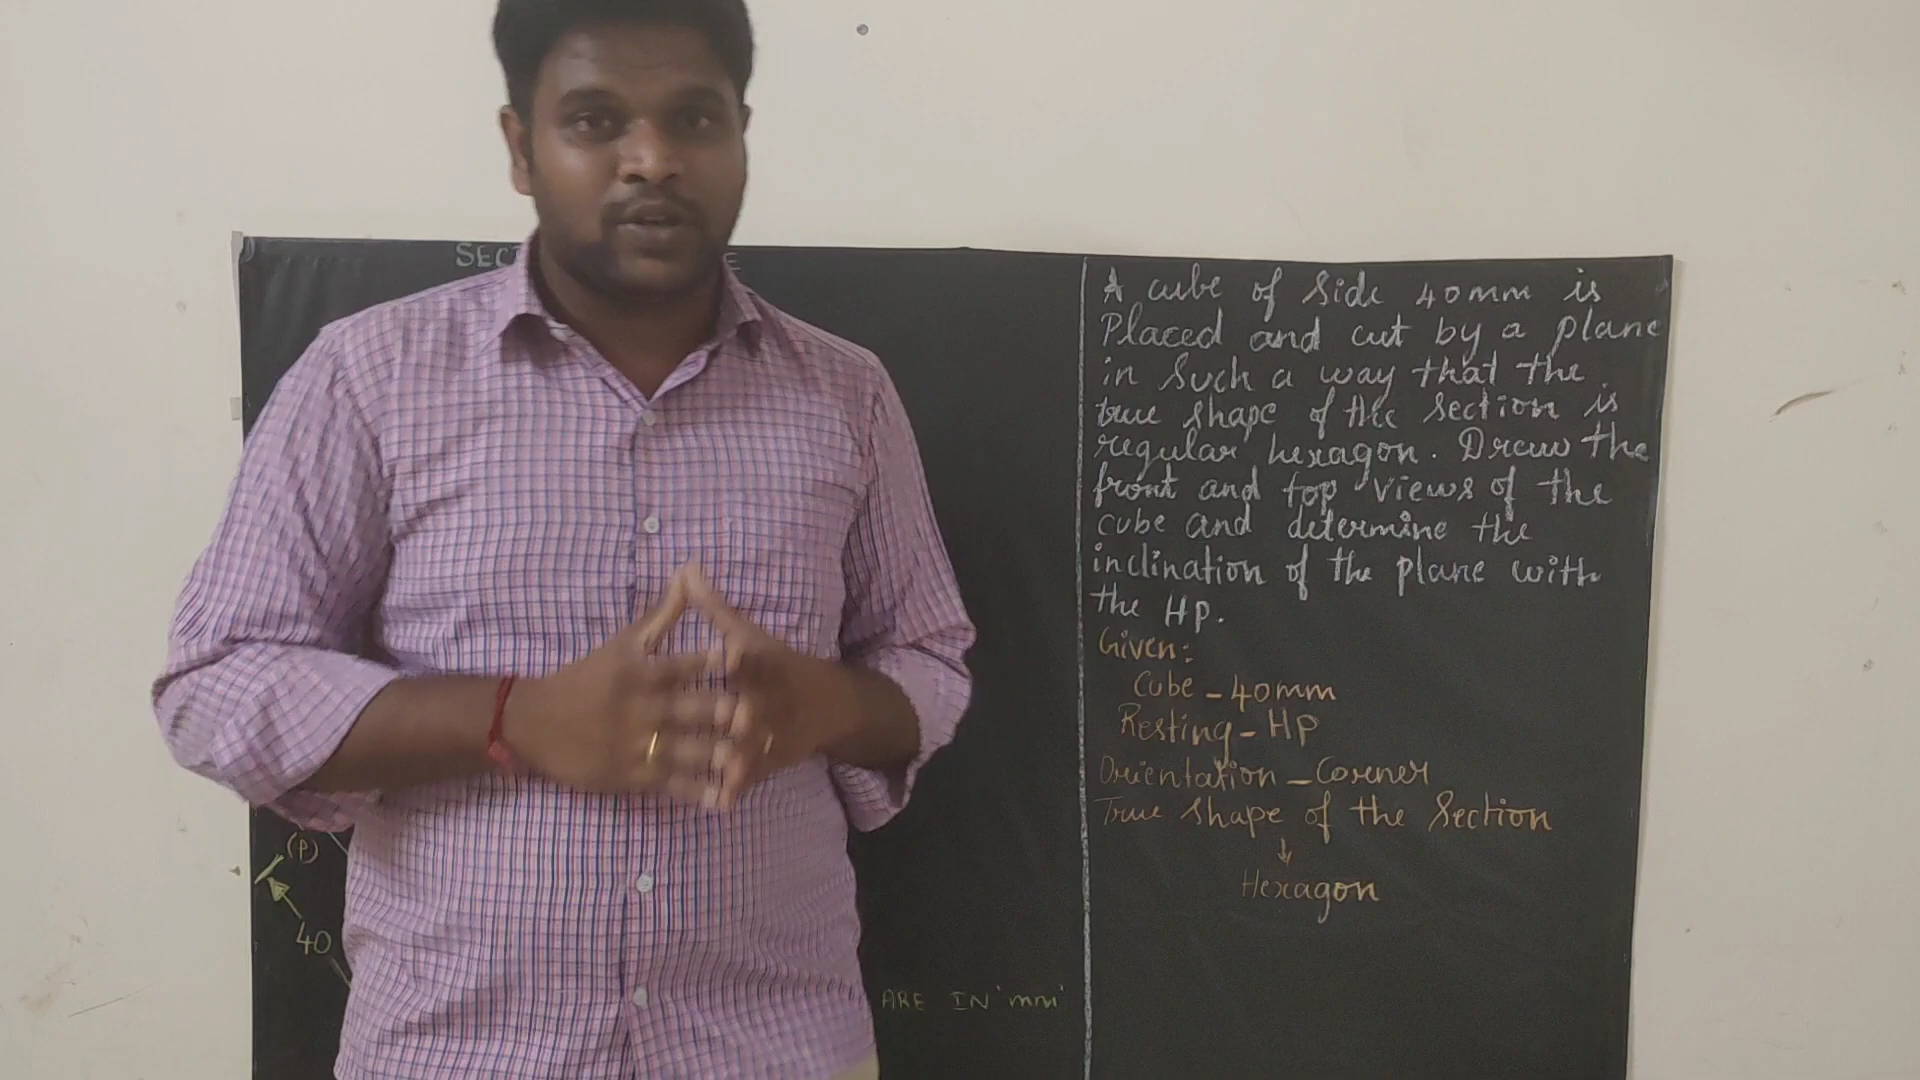 A cube of side 40mm is
Placed and cut by a plane
in such a way that the
true shape of the section is
regular hexagon. Draw the
front and top views of the
cube and determine the
inclination of the plane with
the HP.
Given:
Cube - 40mm
Resting - HP
Orientation - Corner
True shape of the section
↓
Hexagon
(P)
40
ARE IN 'mm'